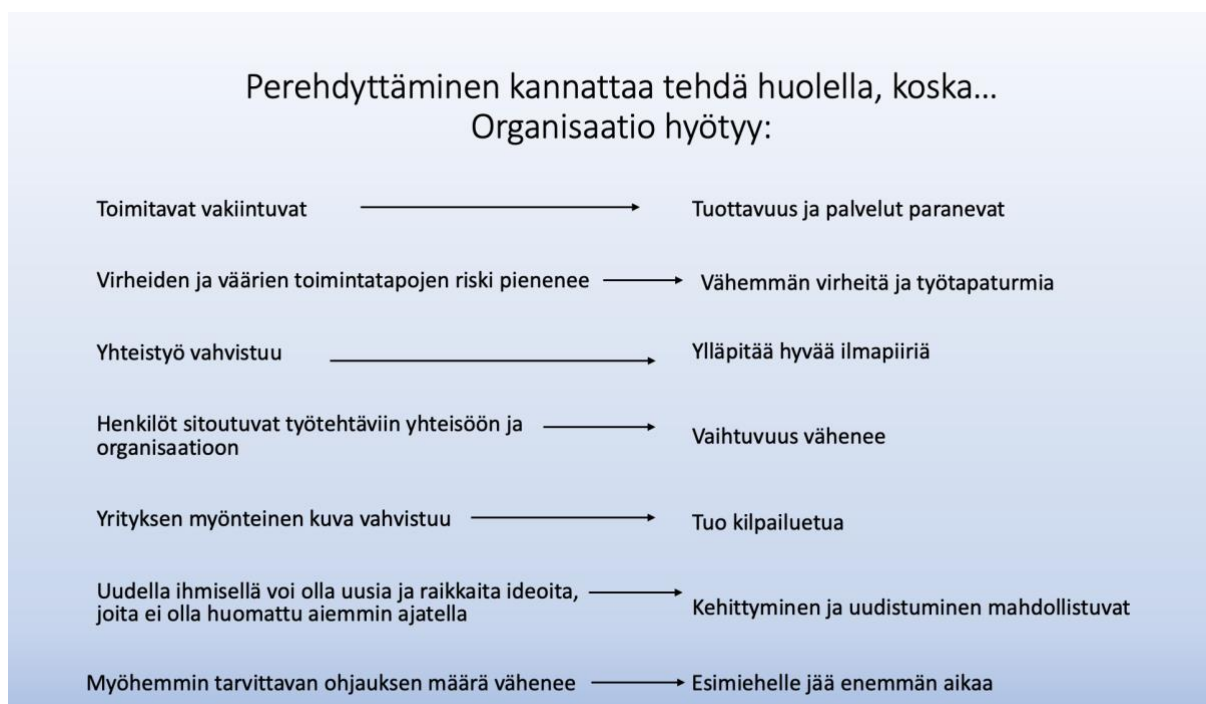 Perehdyttäminen kannattaa tehdä huolella, koska…
Organisaatio hyötyy:
Toimitavat vakiintuvat
Tuottavuus ja palvelut paranevat
Virheiden ja väärien toimintatapojen riski pienenee
Vähemmän virheitä ja työtapaturmia
Yhteistyö vahvistuu
Ylläpitää hyvää ilmapiiriä
Henkilöt sitoutuvat työtehtäviin yhteisöön ja
organisaatioon
Vaihtuvuus vähenee
Yrityksen myönteinen kuva vahvistuu
Tuo kilpailuetua
Uudella ihmisellä voi olla uusia ja raikkaita ideoita,
joita ei olla huomattu aiemmin ajatella
Kehittyminen ja uudistuminen mahdollistuvat
Myöhemmin tarvittavan ohjauksen määrä vähenee
Esimiehelle jää enemmän aikaa